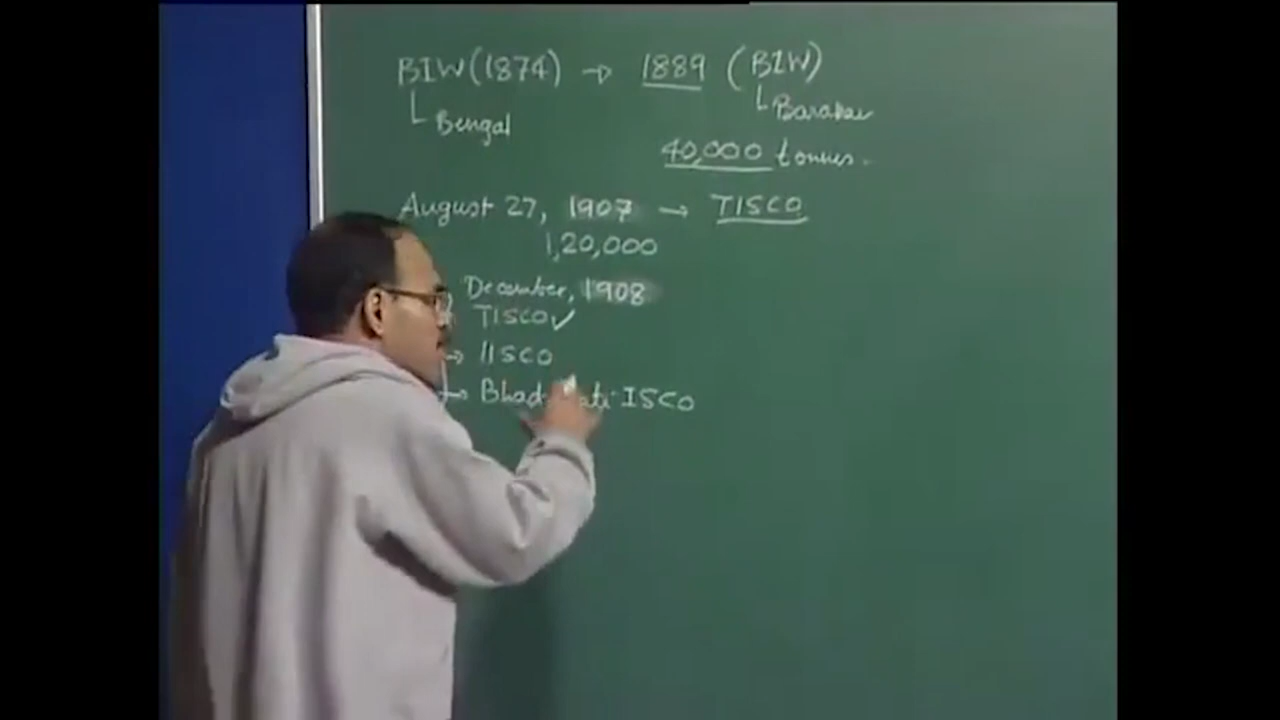 BIW (1874) → 1889 (BIW)
Bengal
Barakar
40,000 tonnes.
August 27, 1907 → TISCO
1,20,000
December, 1908
TISCO ✓
→ IISCO
→ ISCO